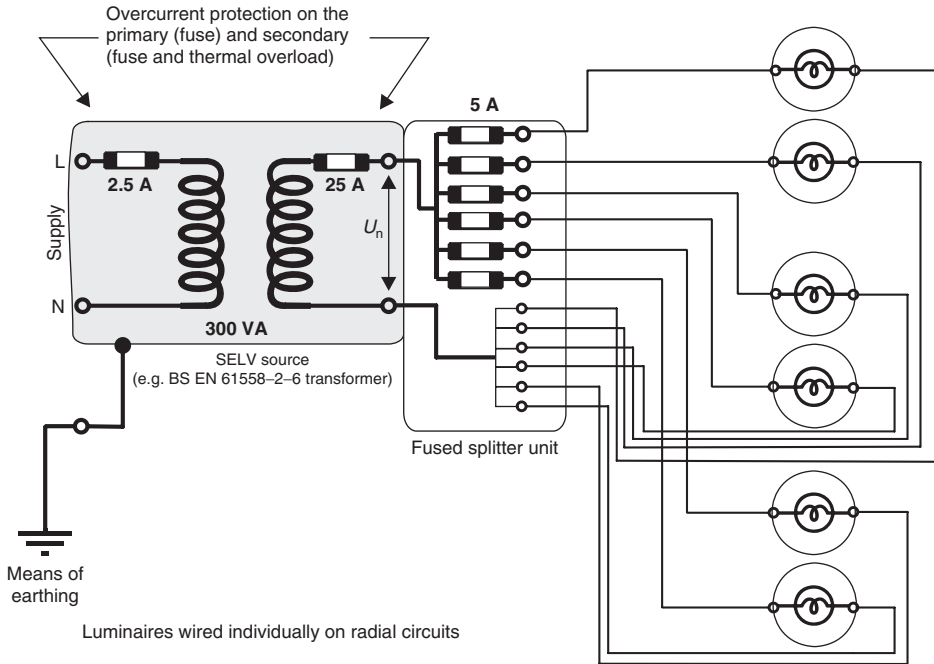 Overcurrent protection on the
primary (fuse) and secondary
(fuse and thermal overload)
5 A
L
2.5 A
25 A
Supply
Un
N
300 VA
SELV source
(e.g. BS EN 61558–2–6 transformer)
Fused splitter unit
Means of
earthing
Luminaires wired individually on radial circuits